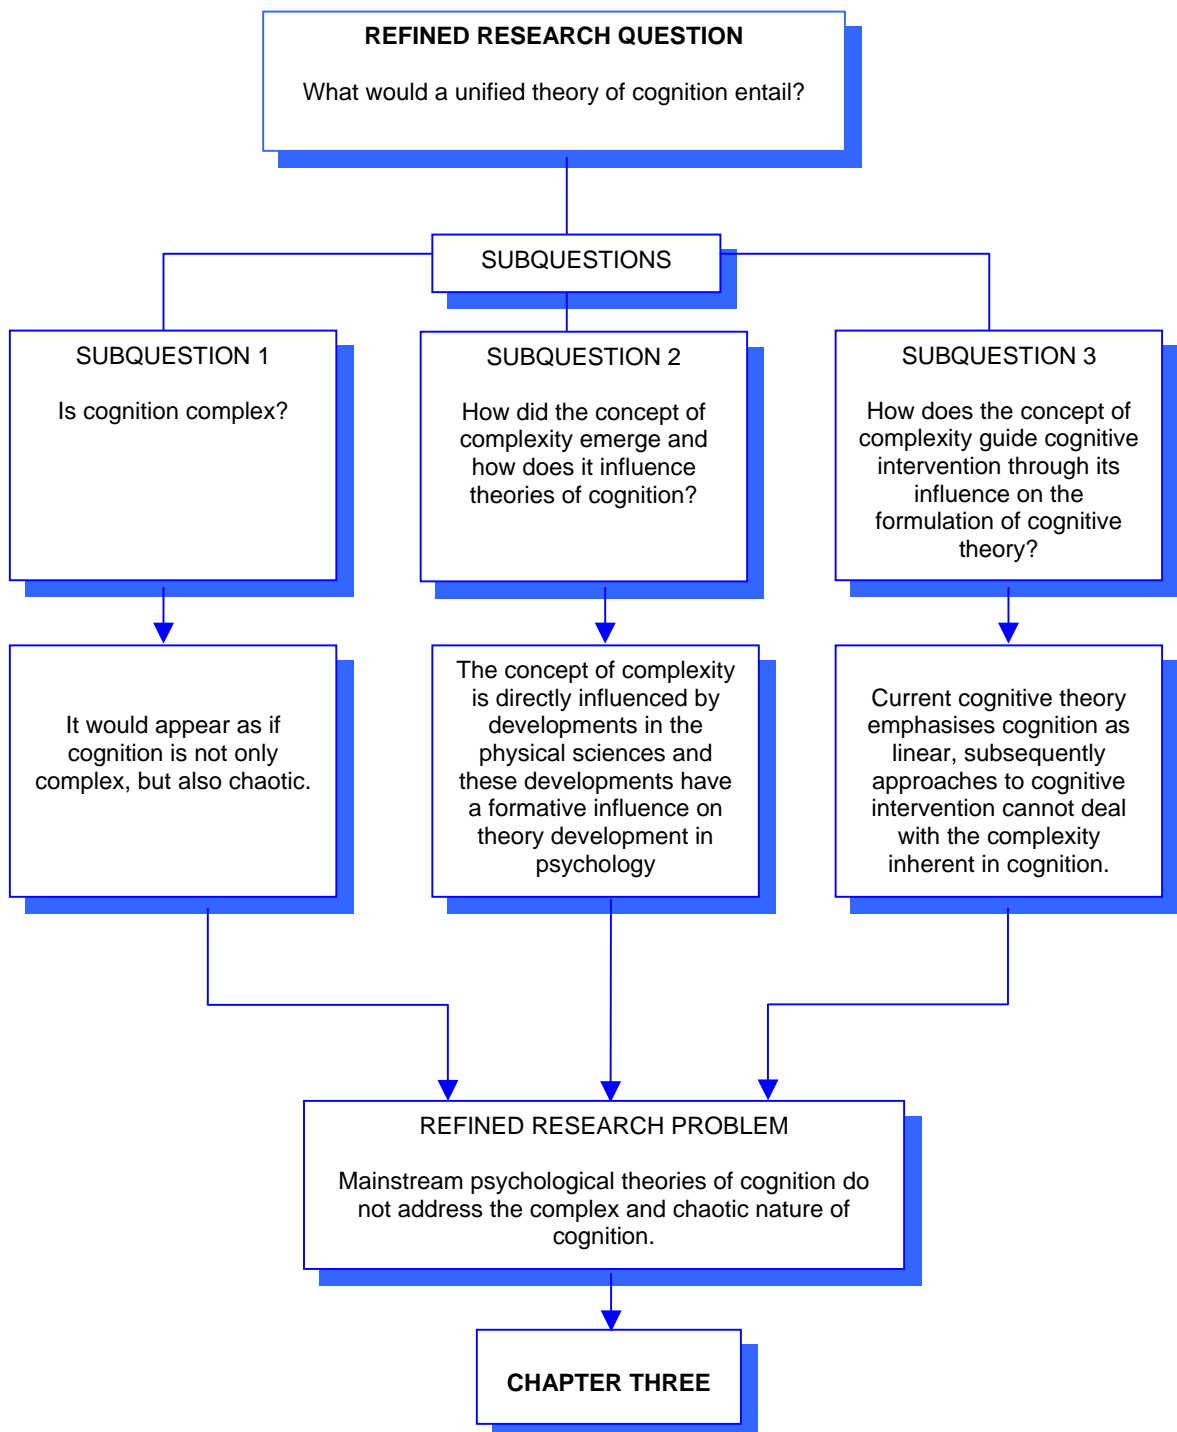 REFINED RESEARCH QUESTION
What would a unified theory of cognition entail?
SUBQUESTIONS
SUBQUESTION 1
Is cognition complex?
SUBQUESTION 2
How did the concept of
complexity emerge and
how does it influence
theories of cognition?
SUBQUESTION 3
How does the concept of
complexity guide cognitive
intervention through its
influence on the
formulation of cognitive
theory?
It would appear as if
cognition is not only
complex, but also chaotic.
The concept of complexity
is directly influenced by
developments in the
physical sciences and
these developments have
a formative influence on
theory development in
psychology
Current cognitive theory
emphasises cognition as
linear, subsequently
approaches to cognitive
intervention cannot deal
with the complexity
inherent in cognition.
REFINED RESEARCH PROBLEM
Mainstream psychological theories of cognition do
not address the complex and chaotic nature of
cognition.
CHAPTER THREE